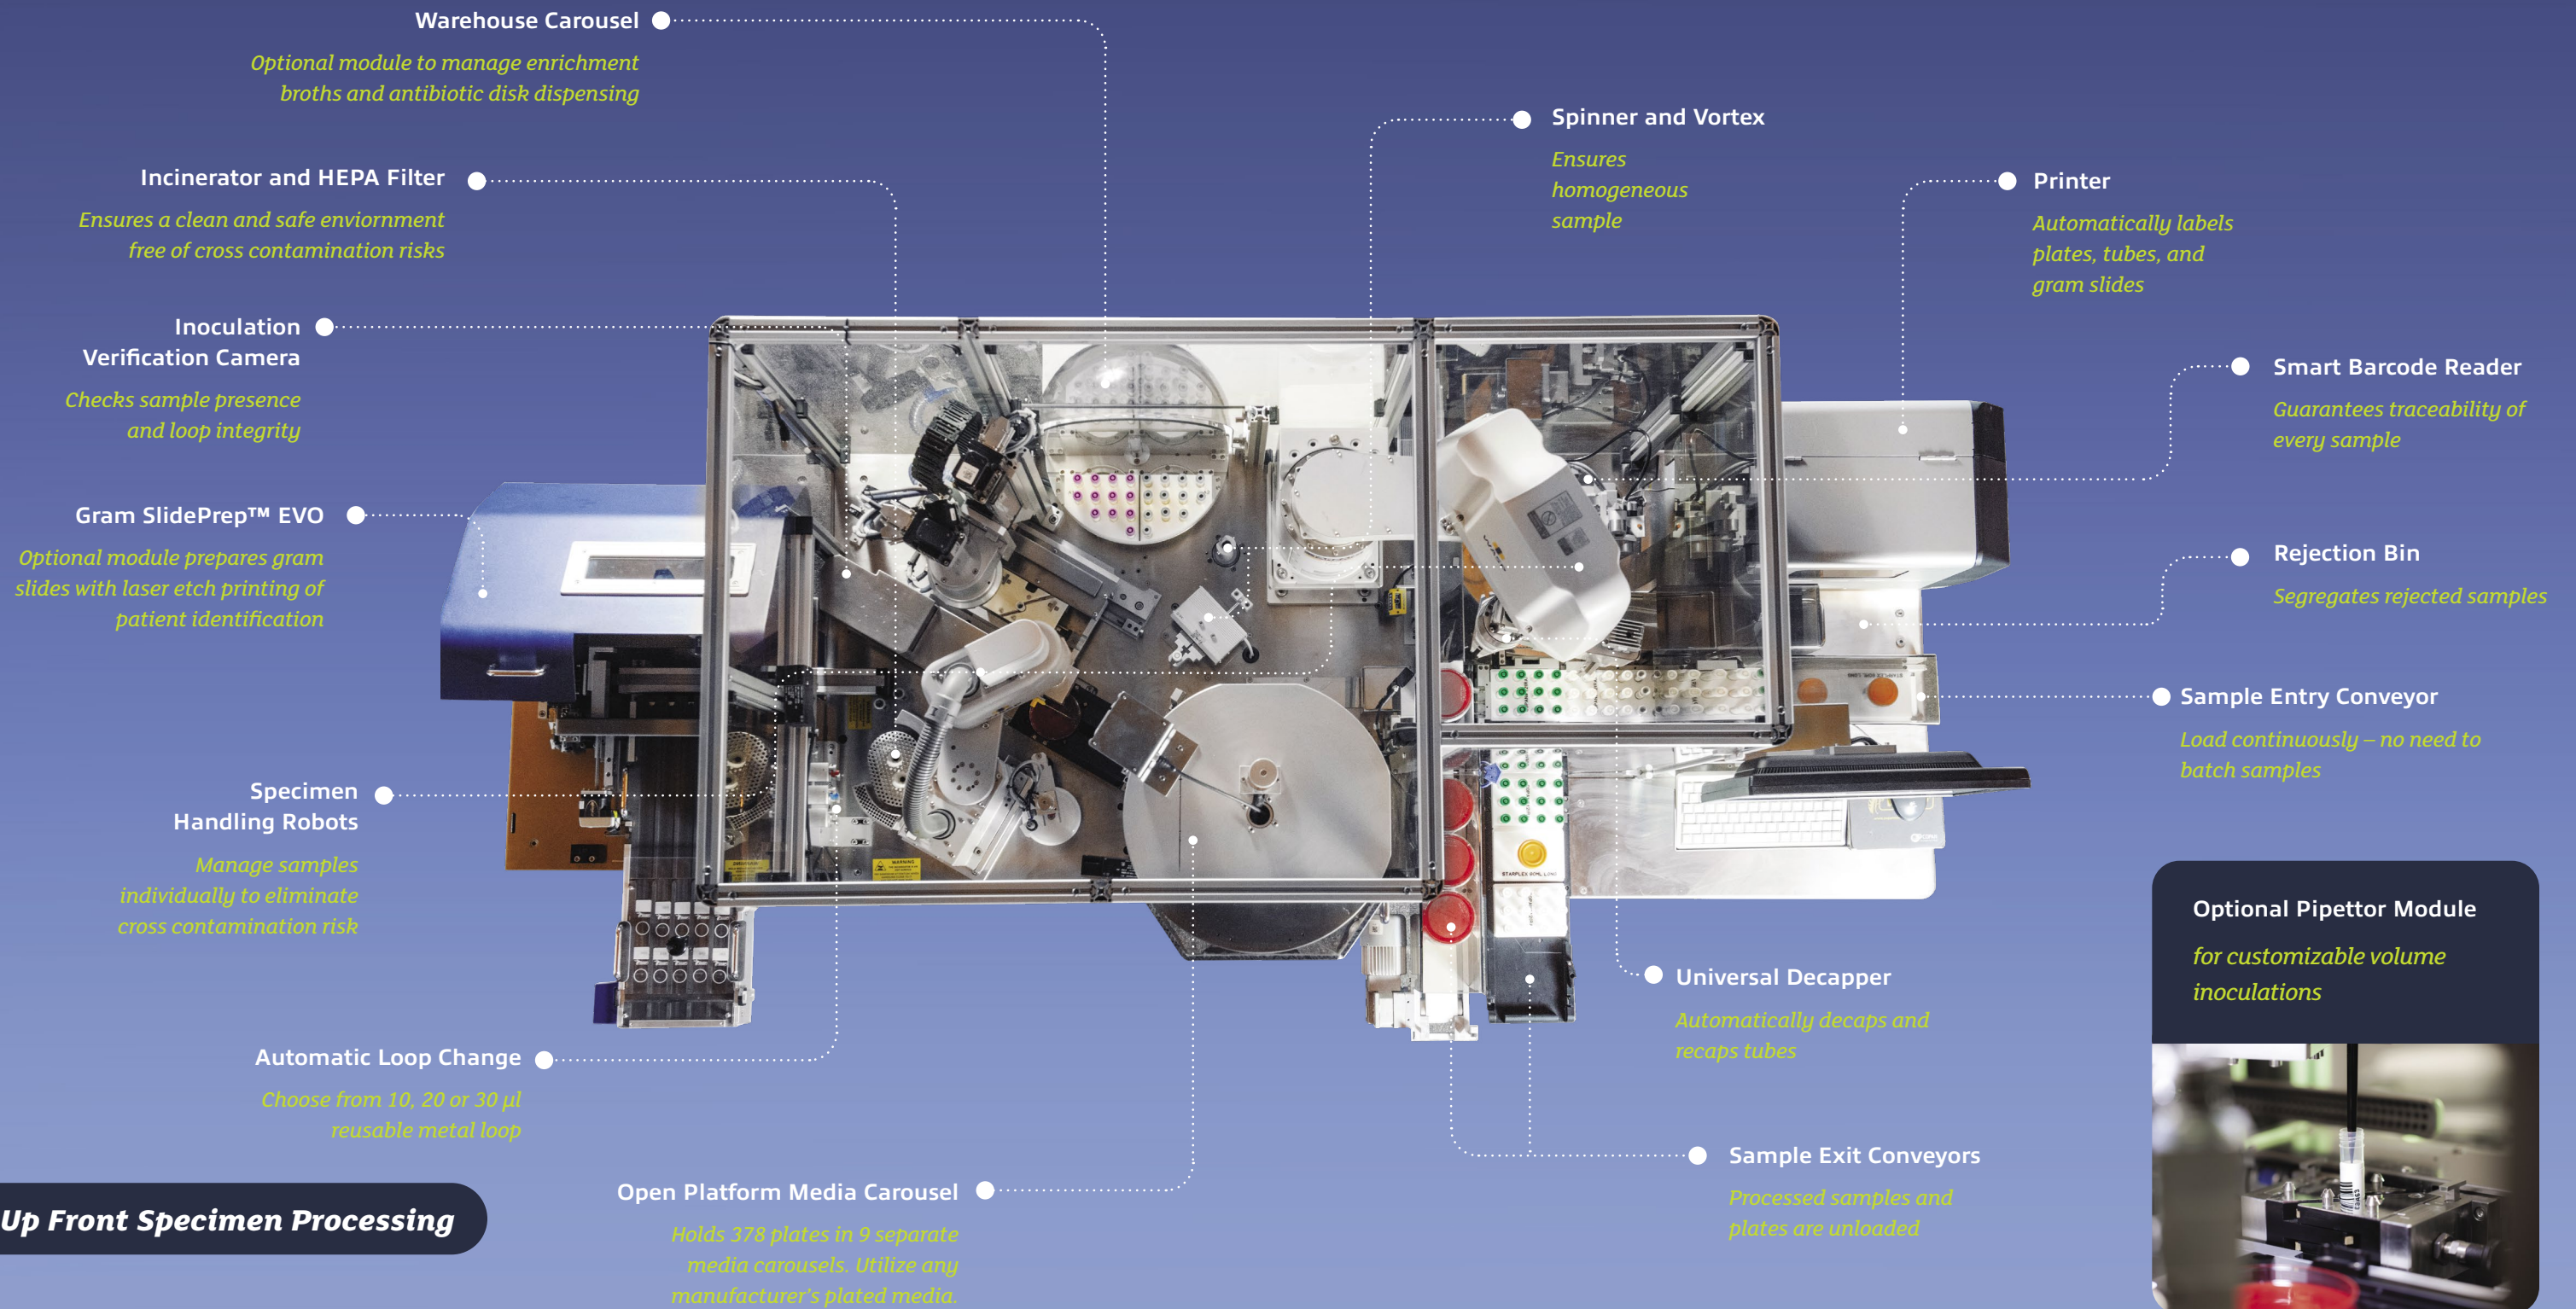 Warehouse Carousel
Optional module to manage enrichment
broths and antibiotic disk dispensing
Incinerator and HEPA Filter
Ensures a clean and safe enviornment
free of cross contamination risks
Inoculation
Verification Camera
Checks sample presence
and loop integrity
Gram SlidePrep™ EVO
Optional module prepares gram
slides with laser etch printing of
patient identification
Specimen
Handling Robots
Manage samples
individually to eliminate
cross contamination risk
Automatic Loop Change
Choose from 10, 20 or 30 µl
reusable metal loop
Up Front Specimen Processing
Open Platform Media Carousel
Holds 378 plates in 9 separate
media carousels. Utilize any
manufacturer's plated media.
Spinner and Vortex
Ensures
homogeneous
sample
Printer
Automatically labels
plates, tubes, and
gram slides
Smart Barcode Reader
Guarantees traceability of
every sample
Rejection Bin
Segregates rejected samples
Sample Entry Conveyor
Load continuously – no need to
batch samples
Universal Decapper
Automatically decaps and
recaps tubes
Sample Exit Conveyors
Processed samples and
plates are unloaded
Optional Pipettor Module
for customizable volume
inoculations
WARNING
STARPLEX 60ML LONG